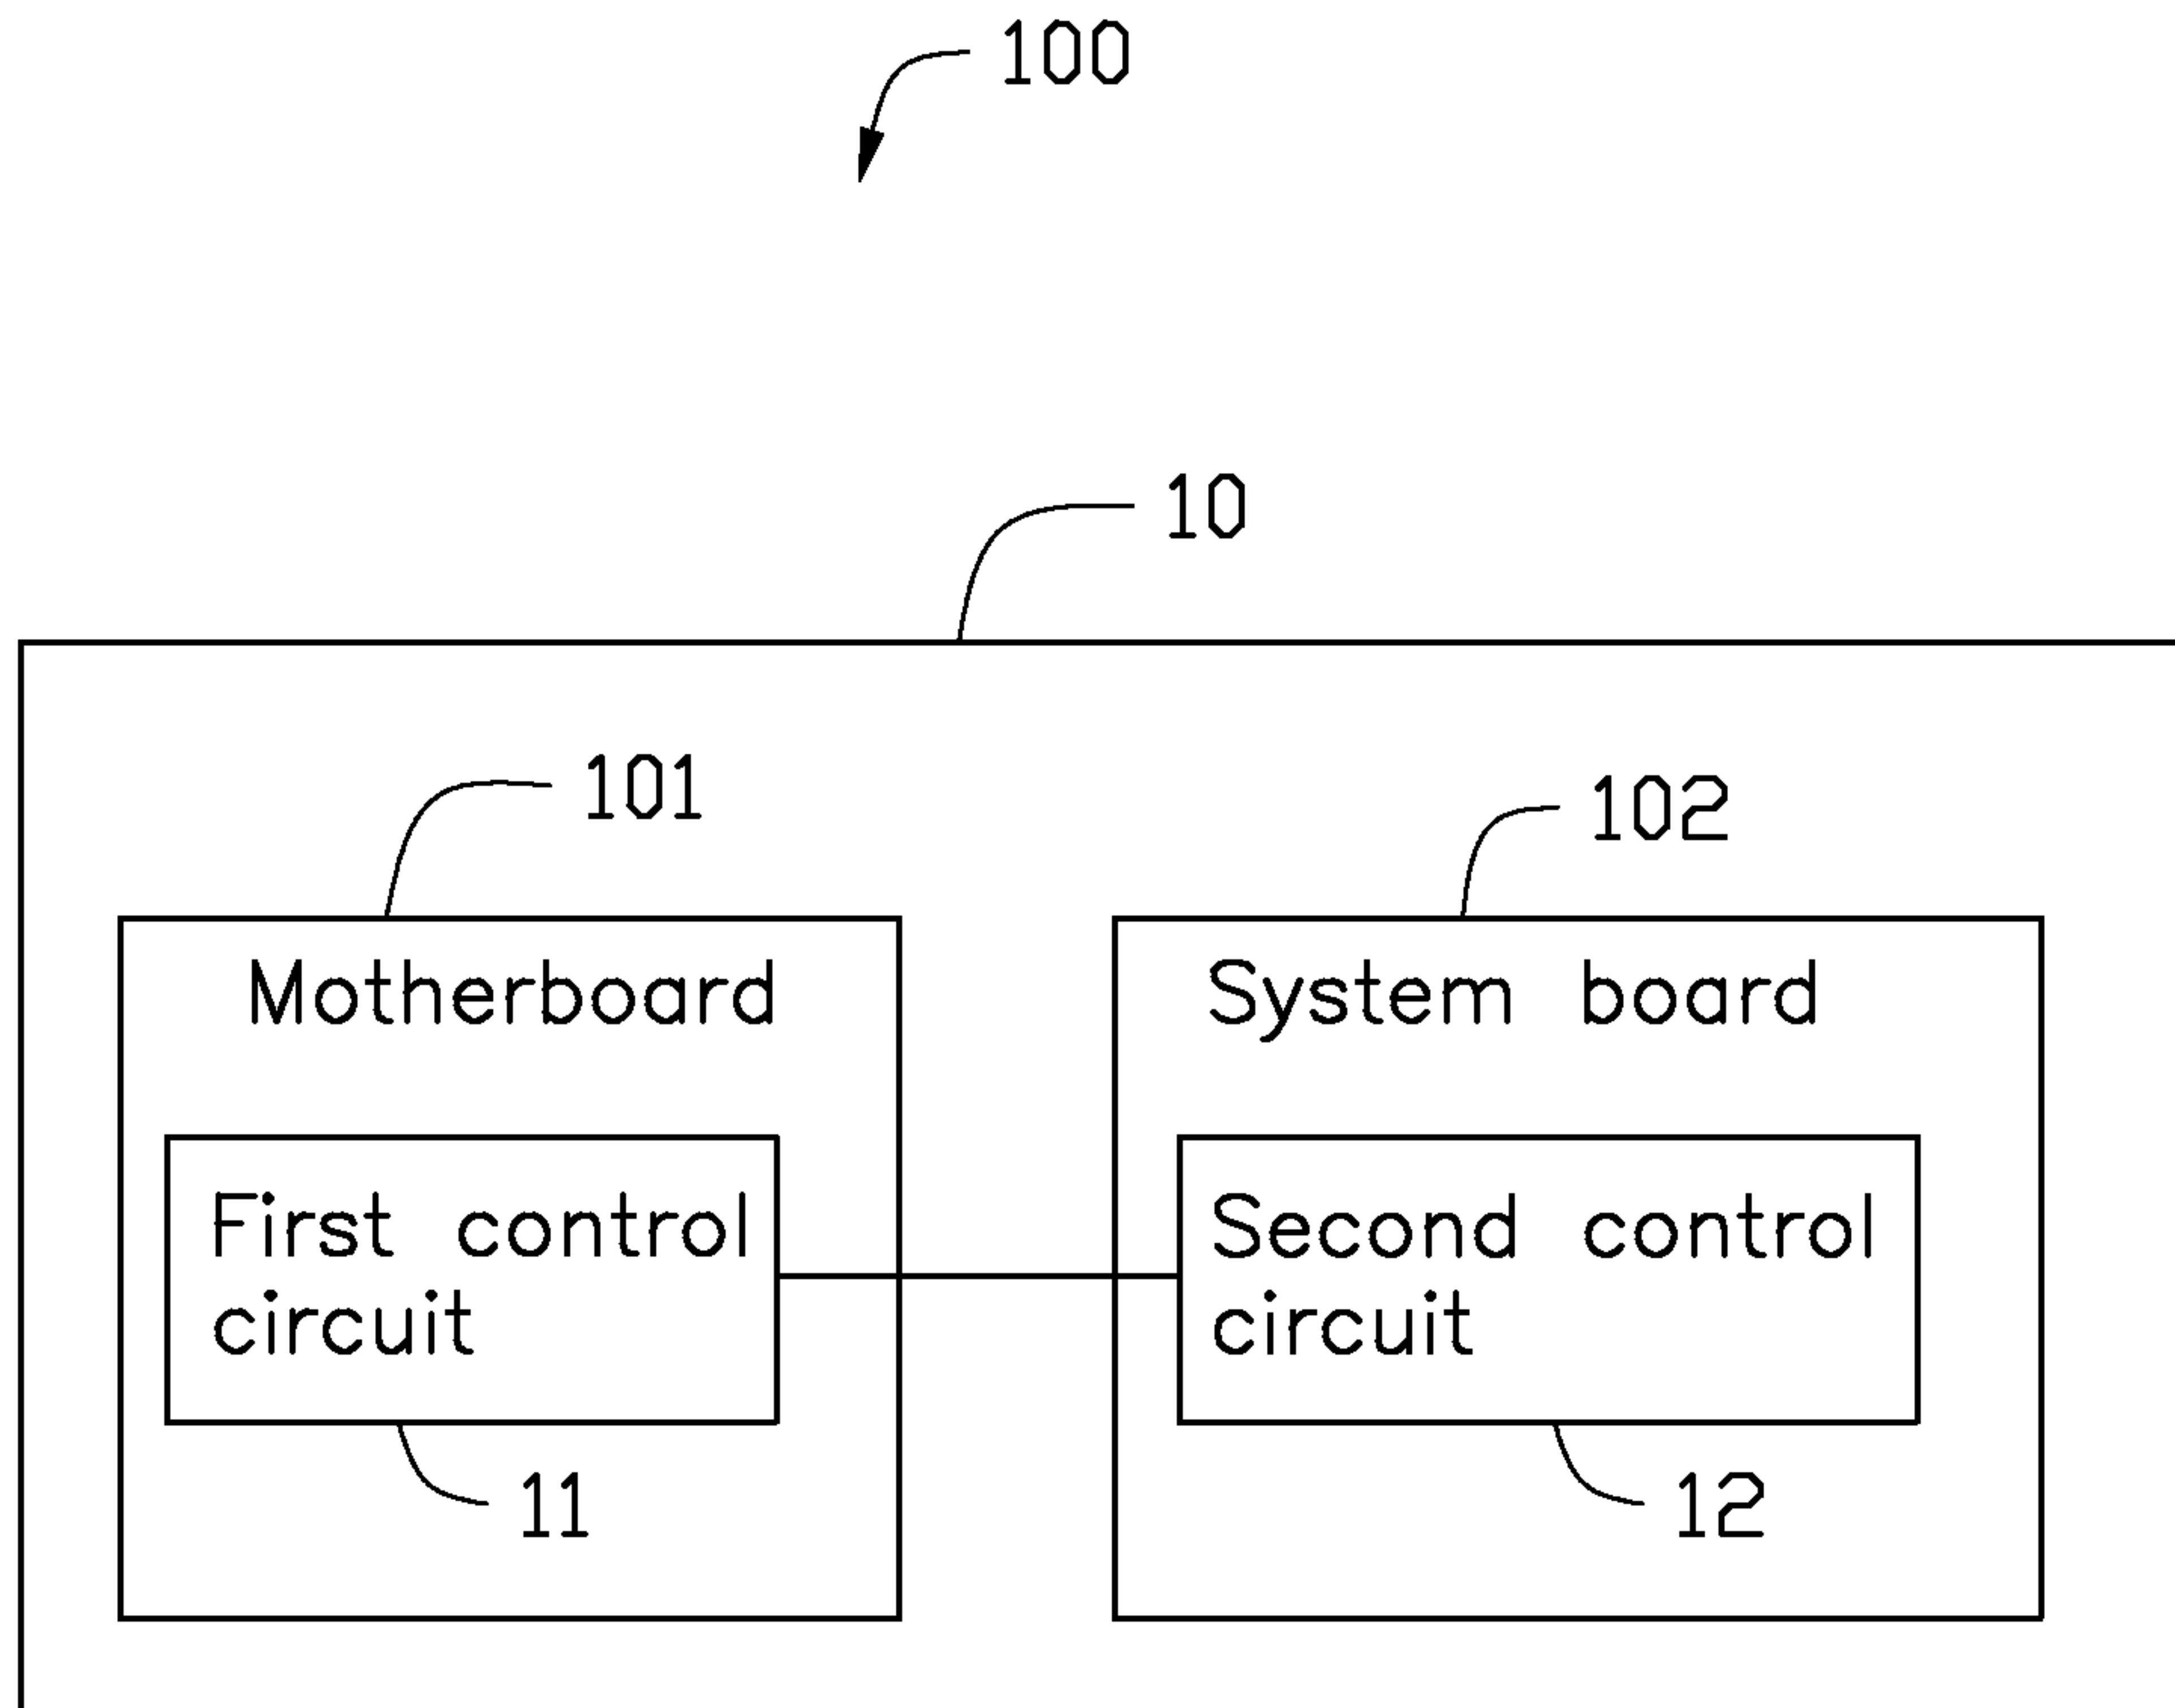 100
10
101
102
Motherboard
System board
First control
circuit
Second control
circuit
11
12